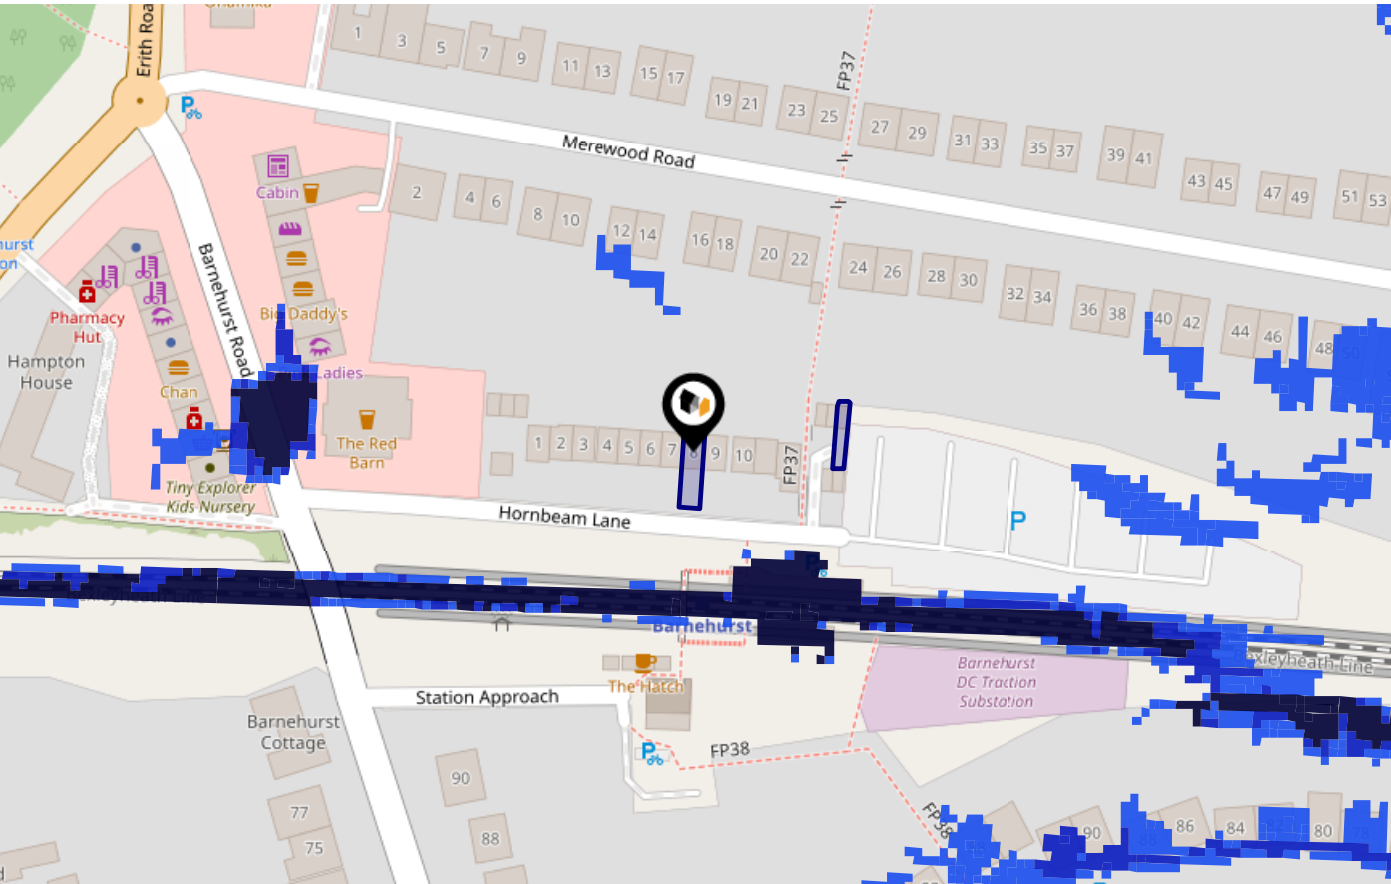 Erith Roa
1 3 5 7 9 11 13 15 17 19 21 23 25 27 29 31 33 35 37 39 41 43 45 47 49 51 53
FP37
Merewood Road
Cabin
2 4 6 8 10 12 14 16 18 20 22 24 26 28 30 32 34 36 38 40 42 44 46 48 50
Barnehurst Road
Pharmacy
Hut
Big Daddy's
Ladies
Hampton
House
Chan
The Red
Barn
1 2 3 4 5 6 7 8 9 10
FP37
P
Tiny Explorer
Kids Nursery
Hornbeam Lane
Barnehurst
exleyheath Line
Barnehurst
DC Traction
Substation
The Hatch
Station Approach
Barnehurst
Cottage
FP38
90
77
75
88
FP38
90 88 86 84 82 80 78